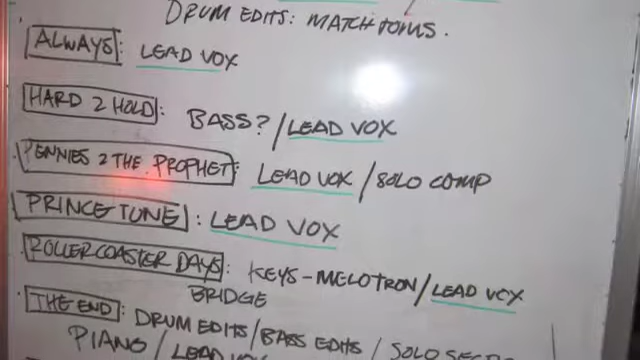 DRUM EDITS: MATCH TOMS.
ALWAYS: LEAD VOX
HARD 2 HOLD: BASS?/LEAD VOX
PENNIES 2 THE PROPHET: LEAD VOX/SOLO COMP
PRINCE TUNE: LEAD VOX
ROLLERCOASTER DAYS: KEYS-MELOTRON/LEAD VOX
BRIDGE
THE END: DRUM EDITS/BASS EDITS/SOLO
PIANO/LEAD